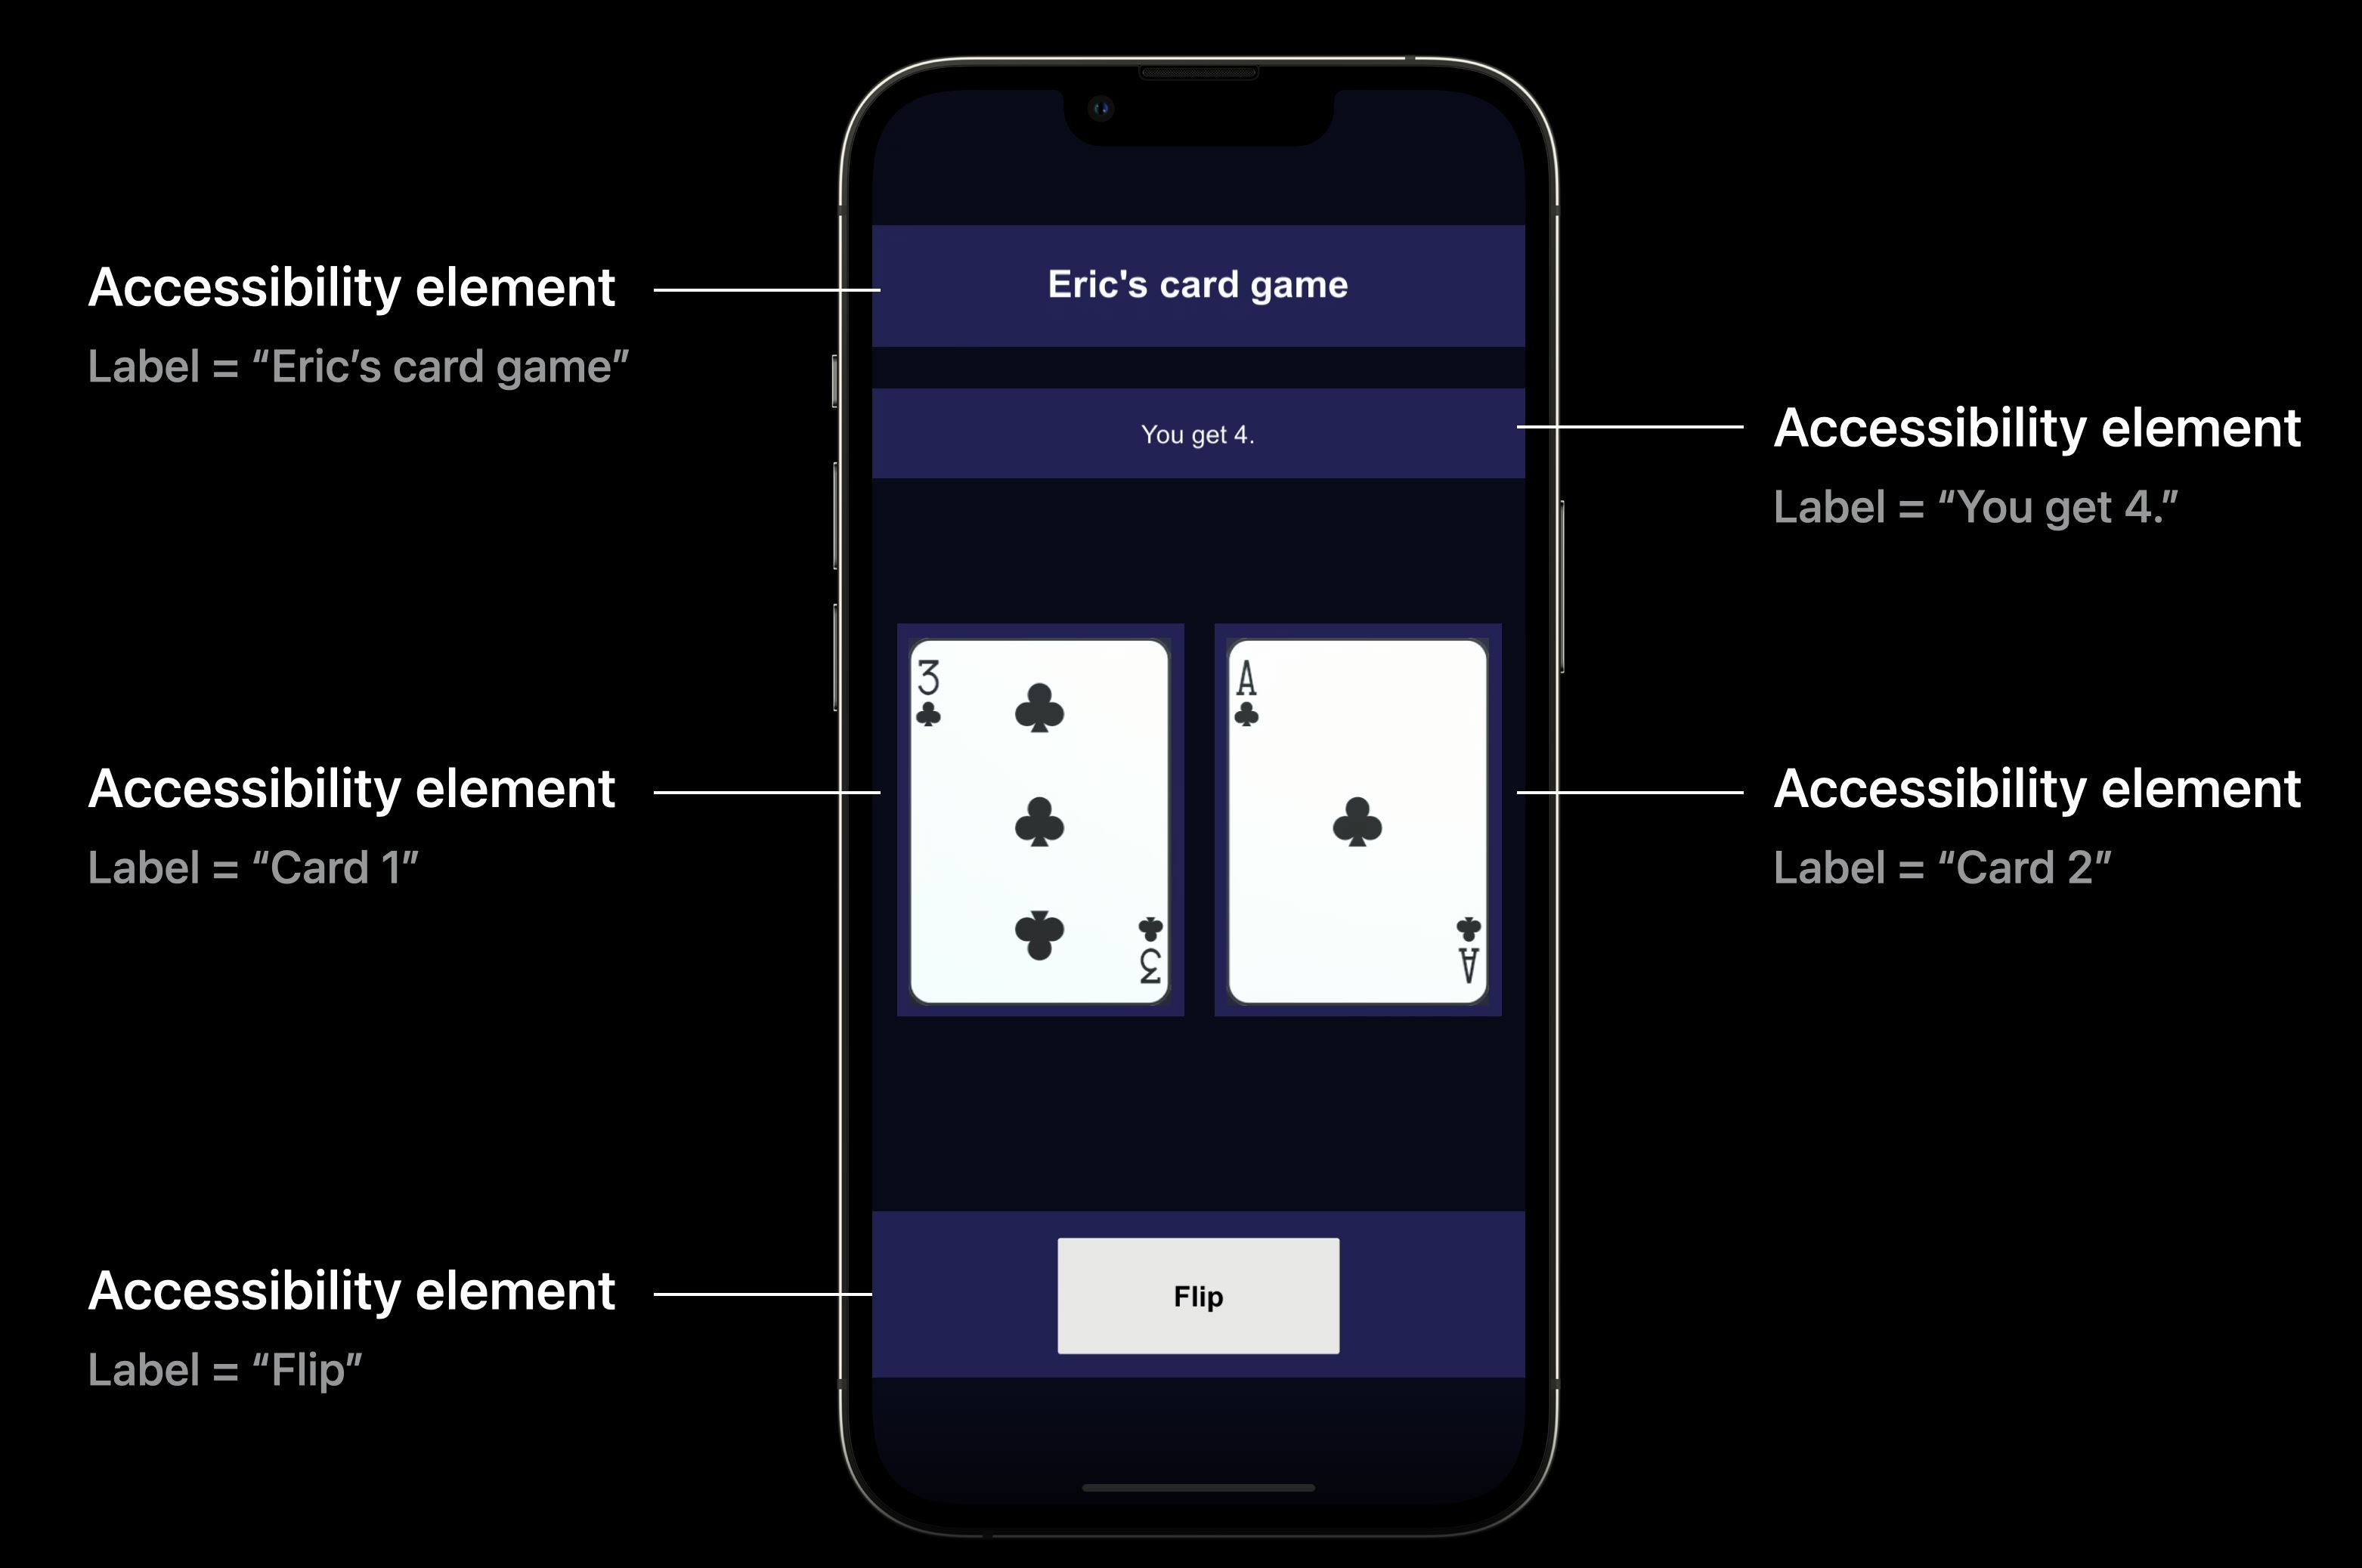 Accessibility element
Label = “Eric’s card game”
Eric's card game
You get 4.
Accessibility element
Label = “You get 4.”
Accessibility element
Label = “Card 1”
3
3
A
A
Accessibility element
Label = “Card 2”
Accessibility element
Label = “Flip”
Flip